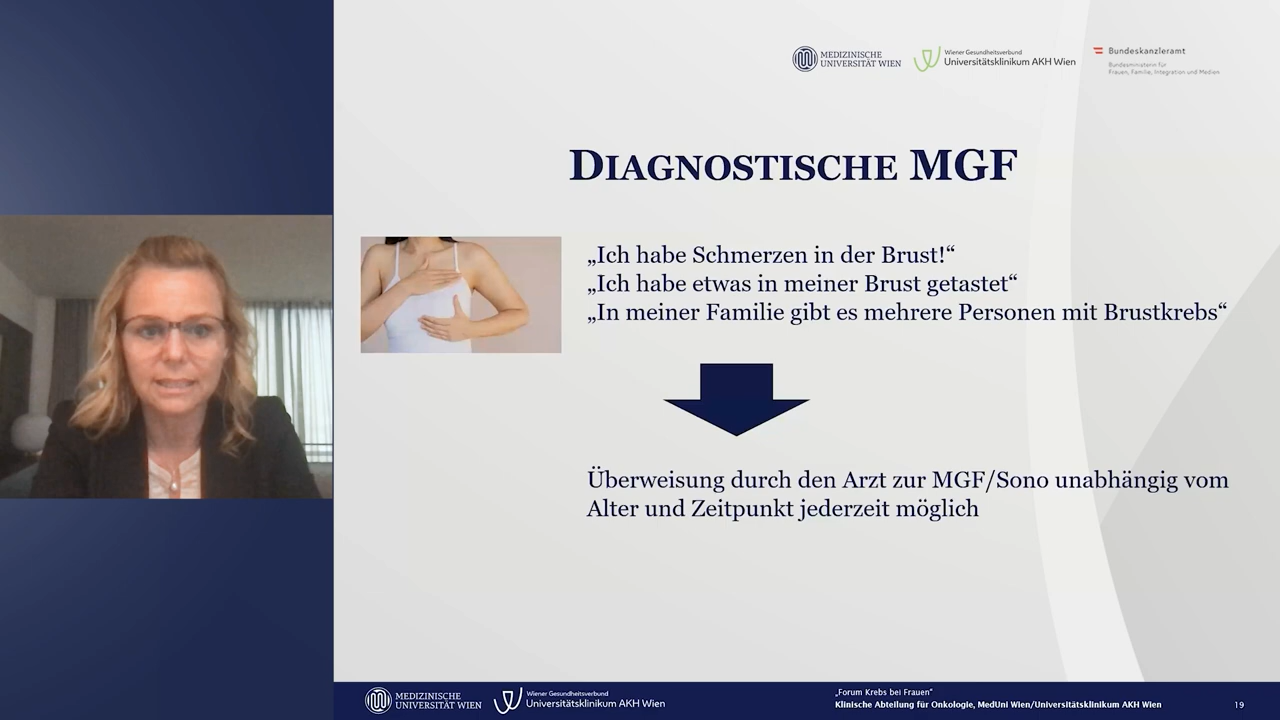 MEDIZINISCHE
UNIVERSITÄT WIEN
Wiener Gesundheitsverbund
Universitätsklinikum AKH Wien
Bundeskanzleramt
Bundesministerin für
Frauen, Familie, Integration und Medien
DIAGNOSTISCHE MGF
„Ich habe Schmerzen in der Brust!“
„Ich habe etwas in meiner Brust getastet“
„In meiner Familie gibt es mehrere Personen mit Brustkrebs“
Überweisung durch den Arzt zur MGF/Sono unabhängig vom
Alter und Zeitpunkt jederzeit möglich
MEDIZINISCHE
UNIVERSITÄT WIEN
Wiener Gesundheitsverbund
Universitätsklinikum AKH Wien
„Forum Krebs bei Frauen“
Klinische Abteilung für Onkologie, MedUni Wien/Universitätsklinikum AKH Wien
19